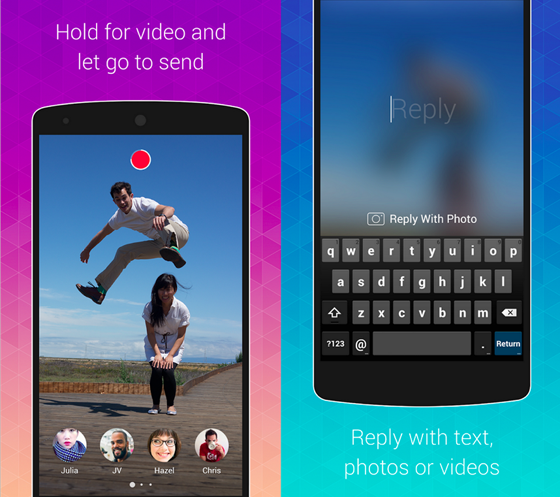 Hold for video and
let go to send
Julia JV Hazel Chris
Reply
Reply With Photo
q w e r t y u i o p
a s d f g h j k l
z x c v b n m
?123 @ . Return
Reply with text,
photos or videos